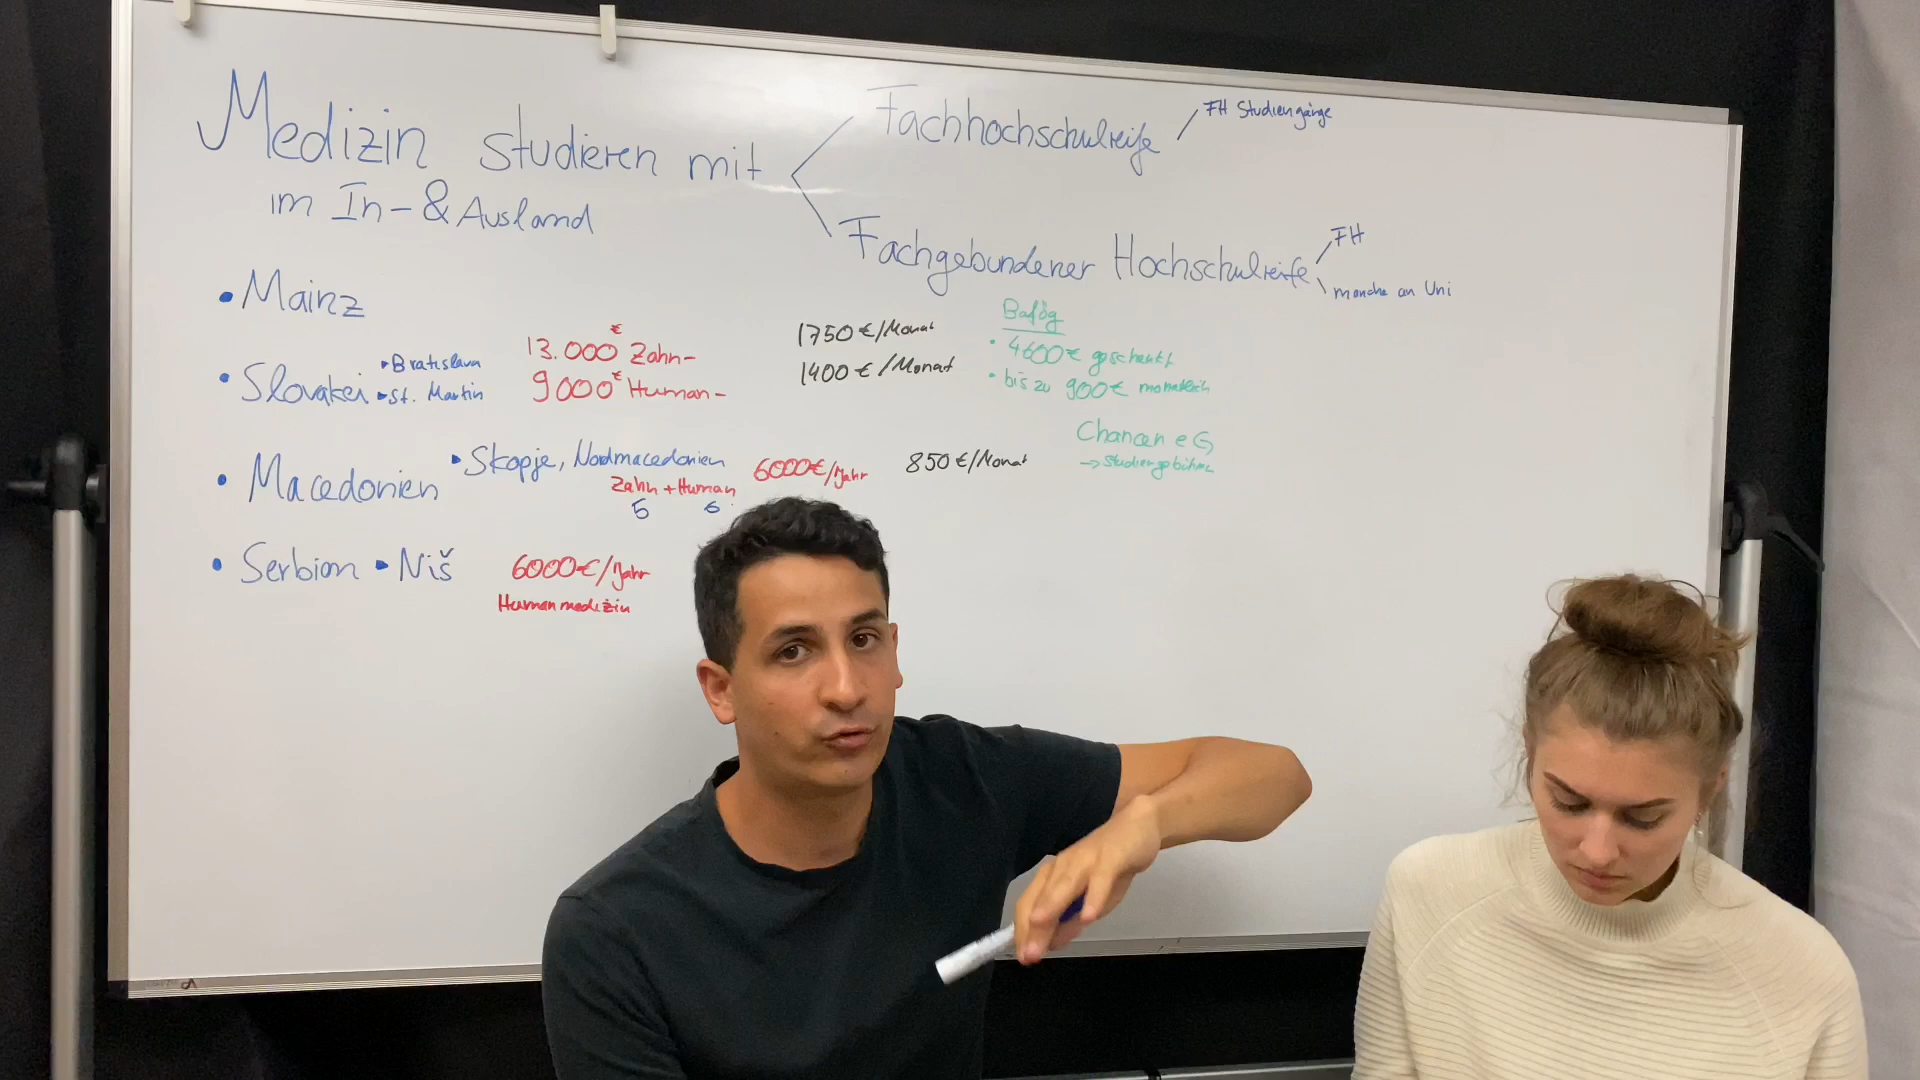 Medizin studieren mit
im In- & Ausland
Fachhochschulreife
FH Studiengänge
Fachgebundener Hochschulreife
FH
manche an Uni
• Mainz
• Slovakei
▸ Bratislava
▸ St. Martin
13.000€ Zahn-
9000€ Human-
1750€/Monat
1400€/Monat
Bafög
• 4600€ geschenkt
• bis zu 900€ monatlich
Chancen eG
→ Studiengebühren
• Macedonien
▸ Skopje, Nordmacedonien
Zahn + Human
5 6
6000€/Jahr
850€/Monat
• Serbien ▸ Niš
6000€/Jahr
Humanmedizin